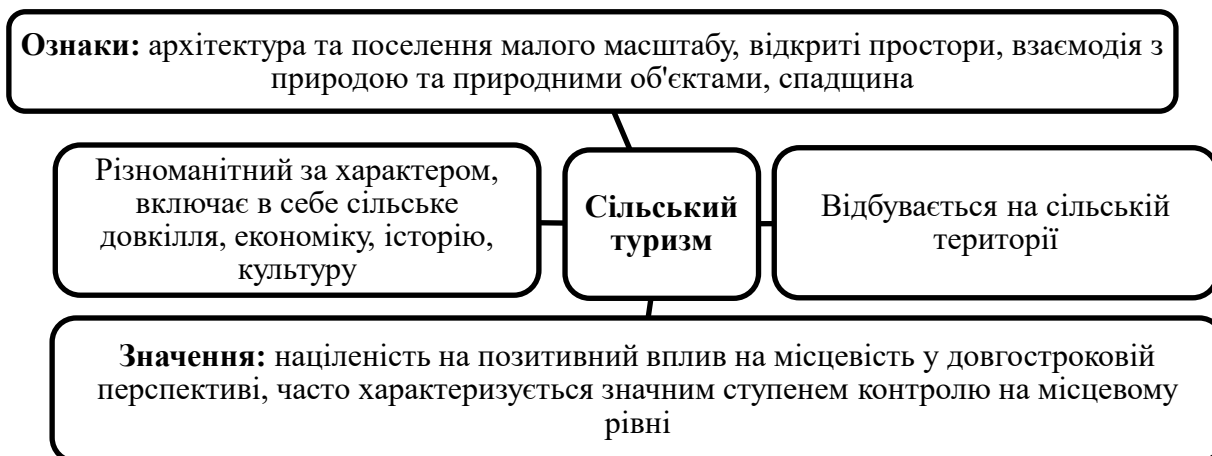 Ознаки: архітектура та поселення малого масштабу, відкриті простори, взаємодія з
природою та природними об'єктами, спадщина
Різноманітний за характером,
включає в себе сільське
довкілля, економіку, історію,
культуру
Сільський
туризм
Відбувається на сільській
території
Значення: націленість на позитивний вплив на місцевість у довгостроковій
перспективі, часто характеризується значним ступенем контролю на місцевому
рівні